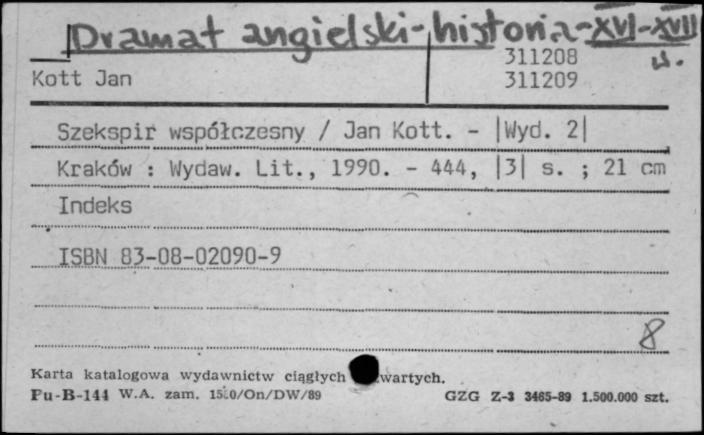 Dramat angielski-historia-XVI-XVII w.
311208
Kott Jan 311209
Szekspir współczesny / Jan Kott. - |Wyd. 2|
Kraków : Wydaw. Lit., 1990. - 444, |3| s. ; 21 cm
Indeks
ISBN 83-08-02090-9
8
Karta katalogowa wydawnictw ciągłych wartych.
Pu-B-144 W.A. zam. /On/DW/89 GZG Z-3 3465-89 1.500.000 szt.